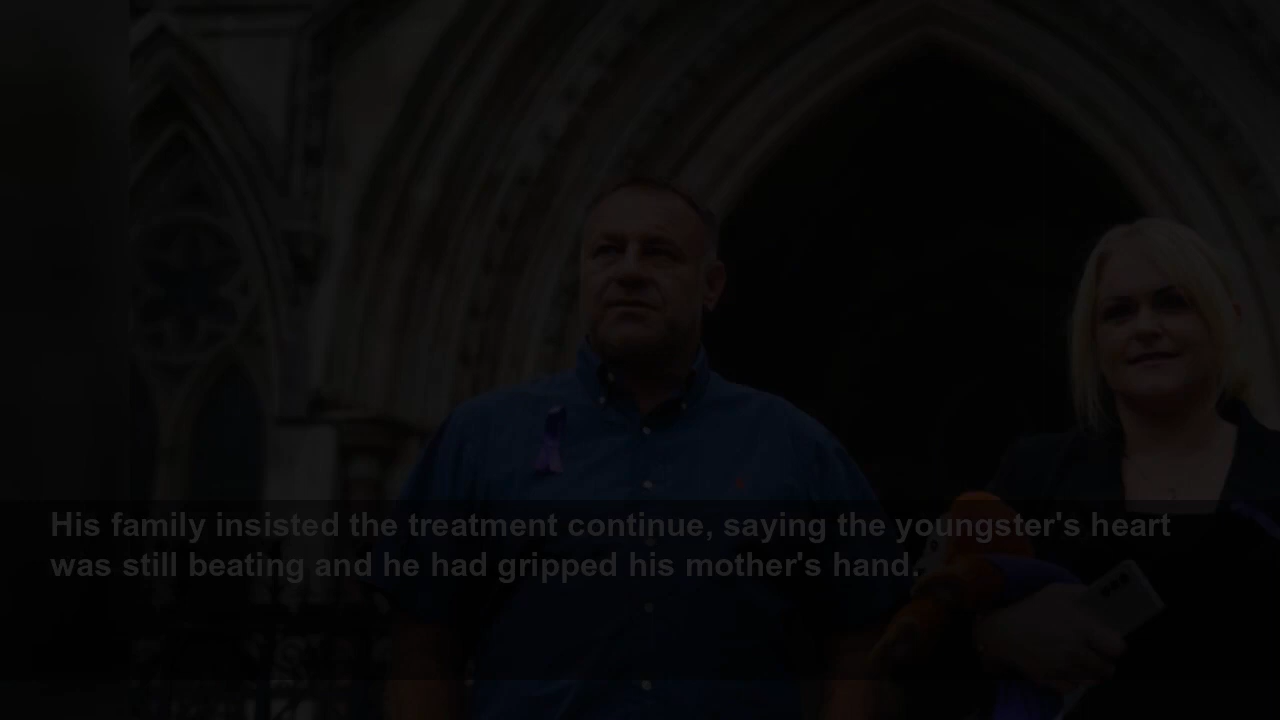 His family insisted the treatment continue, saying the youngster's heart
was still beating and he had gripped his mother's hand.